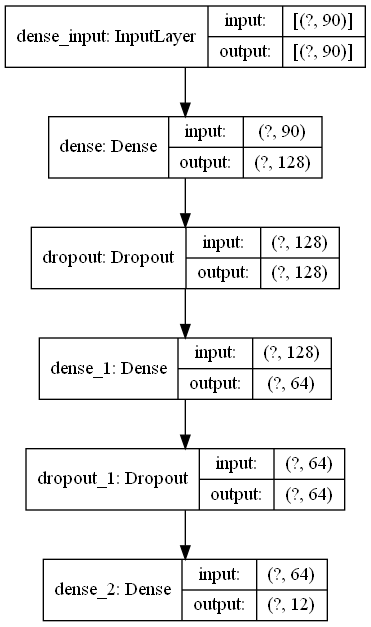 dense_input: InputLayer
input: [(?, 90)]
output: [(?, 90)]
dense: Dense
input: (?, 90)
output: (?, 128)
dropout: Dropout
input: (?, 128)
output: (?, 128)
dense_1: Dense
input: (?, 128)
output: (?, 64)
dropout_1: Dropout
input: (?, 64)
output: (?, 64)
dense_2: Dense
input: (?, 64)
output: (?, 12)